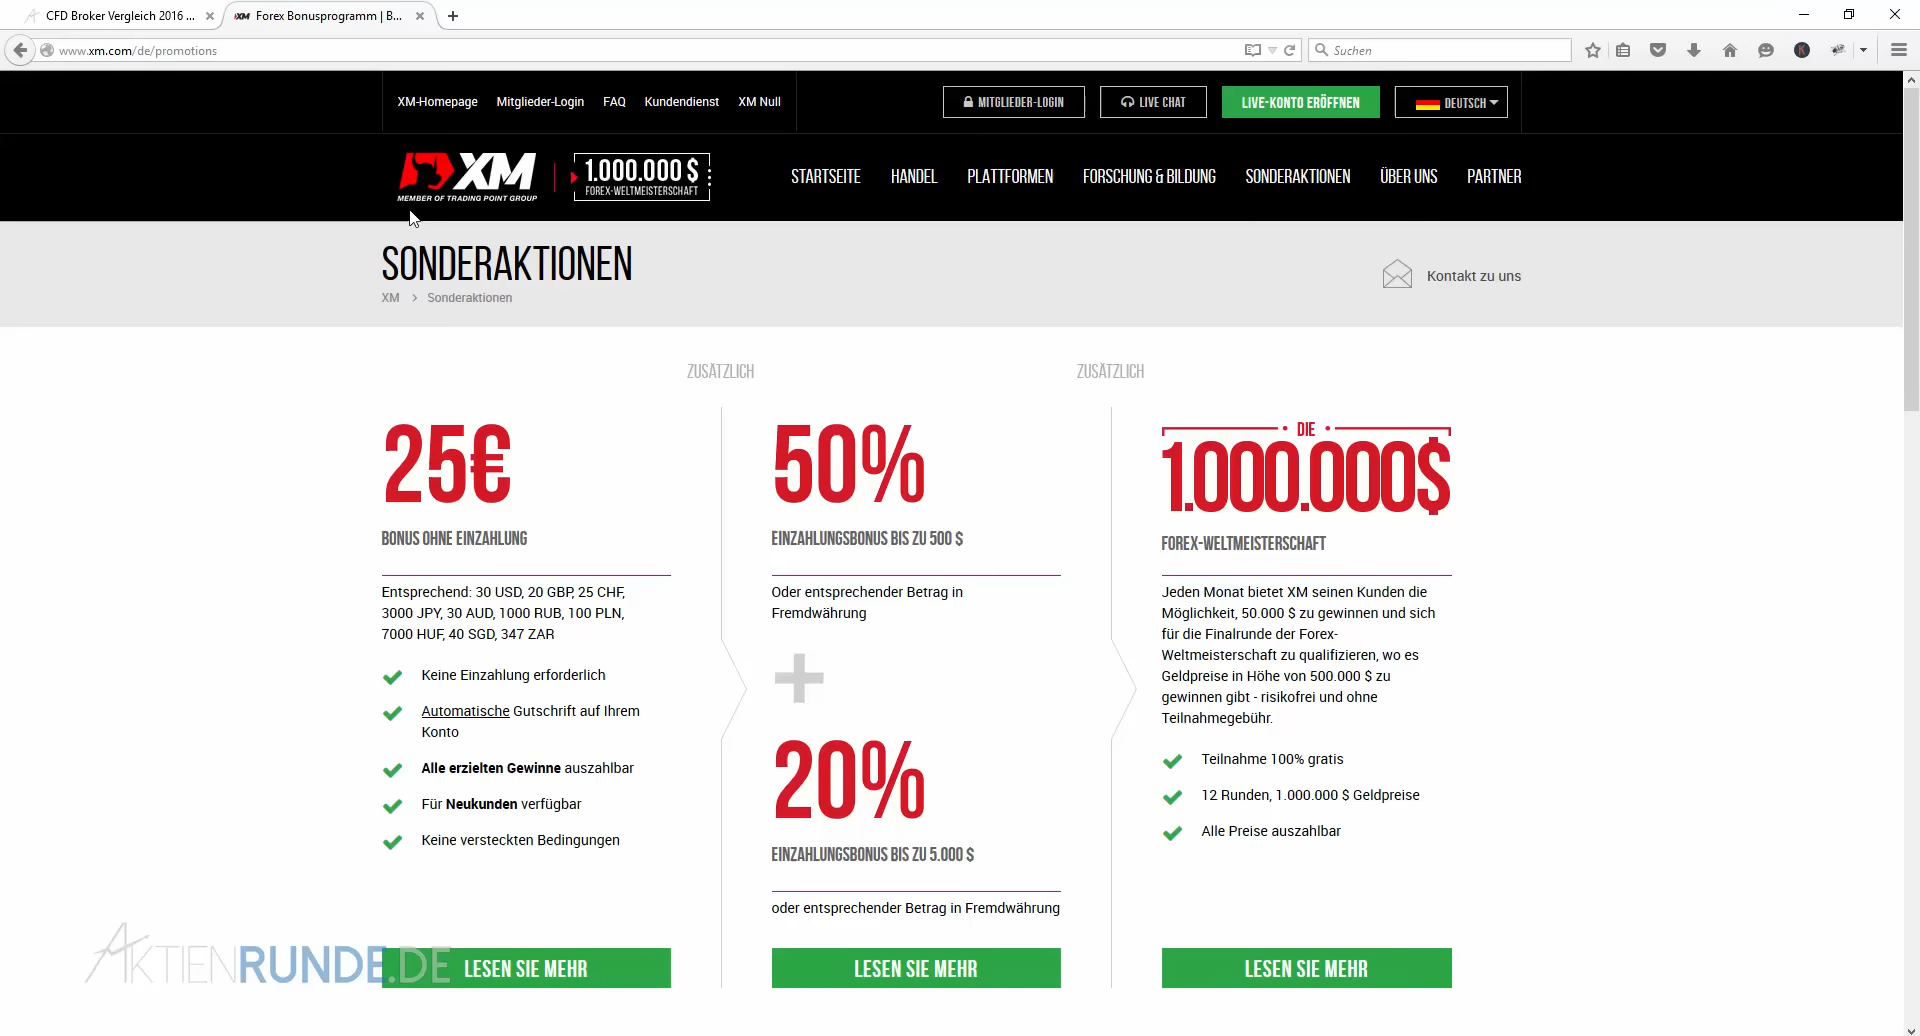 CFD Broker Vergleich 2016 ...
XM Forex Bonusprogramm | B...
www.xm.com/de/promotions
Suchen
XM-Homepage Mitglieder-Login FAQ Kundendienst XM Null
MITGLIEDER-LOGIN
LIVE CHAT
LIVE-KONTO ERÖFFNEN
DEUTSCH
XM
MEMBER OF TRADING POINT GROUP
1.000.000 $
FOREX-WELTMEISTERSCHAFT
STARTSEITE HANDEL PLATTFORMEN FORSCHUNG & BILDUNG SONDERAKTIONEN ÜBER UNS PARTNER
SONDERAKTIONEN
XM > Sonderaktionen
Kontakt zu uns
ZUSÄTZLICH
ZUSÄTZLICH
25€
BONUS OHNE EINZAHLUNG
Entsprechend: 30 USD, 20 GBP, 25 CHF,
3000 JPY, 30 AUD, 1000 RUB, 100 PLN,
7000 HUF, 40 SGD, 347 ZAR
Keine Einzahlung erforderlich
Automatische Gutschrift auf Ihrem
Konto
Alle erzielten Gewinne auszahlbar
Für Neukunden verfügbar
Keine versteckten Bedingungen
LESEN SIE MEHR
50%
EINZAHLUNGSBONUS BIS ZU 500 $
Oder entsprechender Betrag in
Fremdwährung
+
20%
EINZAHLUNGSBONUS BIS ZU 5.000 $
oder entsprechender Betrag in Fremdwährung
LESEN SIE MEHR
DIE
1.000.000$
FOREX-WELTMEISTERSCHAFT
Jeden Monat bietet XM seinen Kunden die
Möglichkeit, 50.000 $ zu gewinnen und sich
für die Finalrunde der Forex-
Weltmeisterschaft zu qualifizieren, wo es
Geldpreise in Höhe von 500.000 $ zu
gewinnen gibt - risikofrei und ohne
Teilnahmegebühr.
Teilnahme 100% gratis
12 Runden, 1.000.000 $ Geldpreise
Alle Preise auszahlbar
LESEN SIE MEHR
AKTIENRUNDE.DE